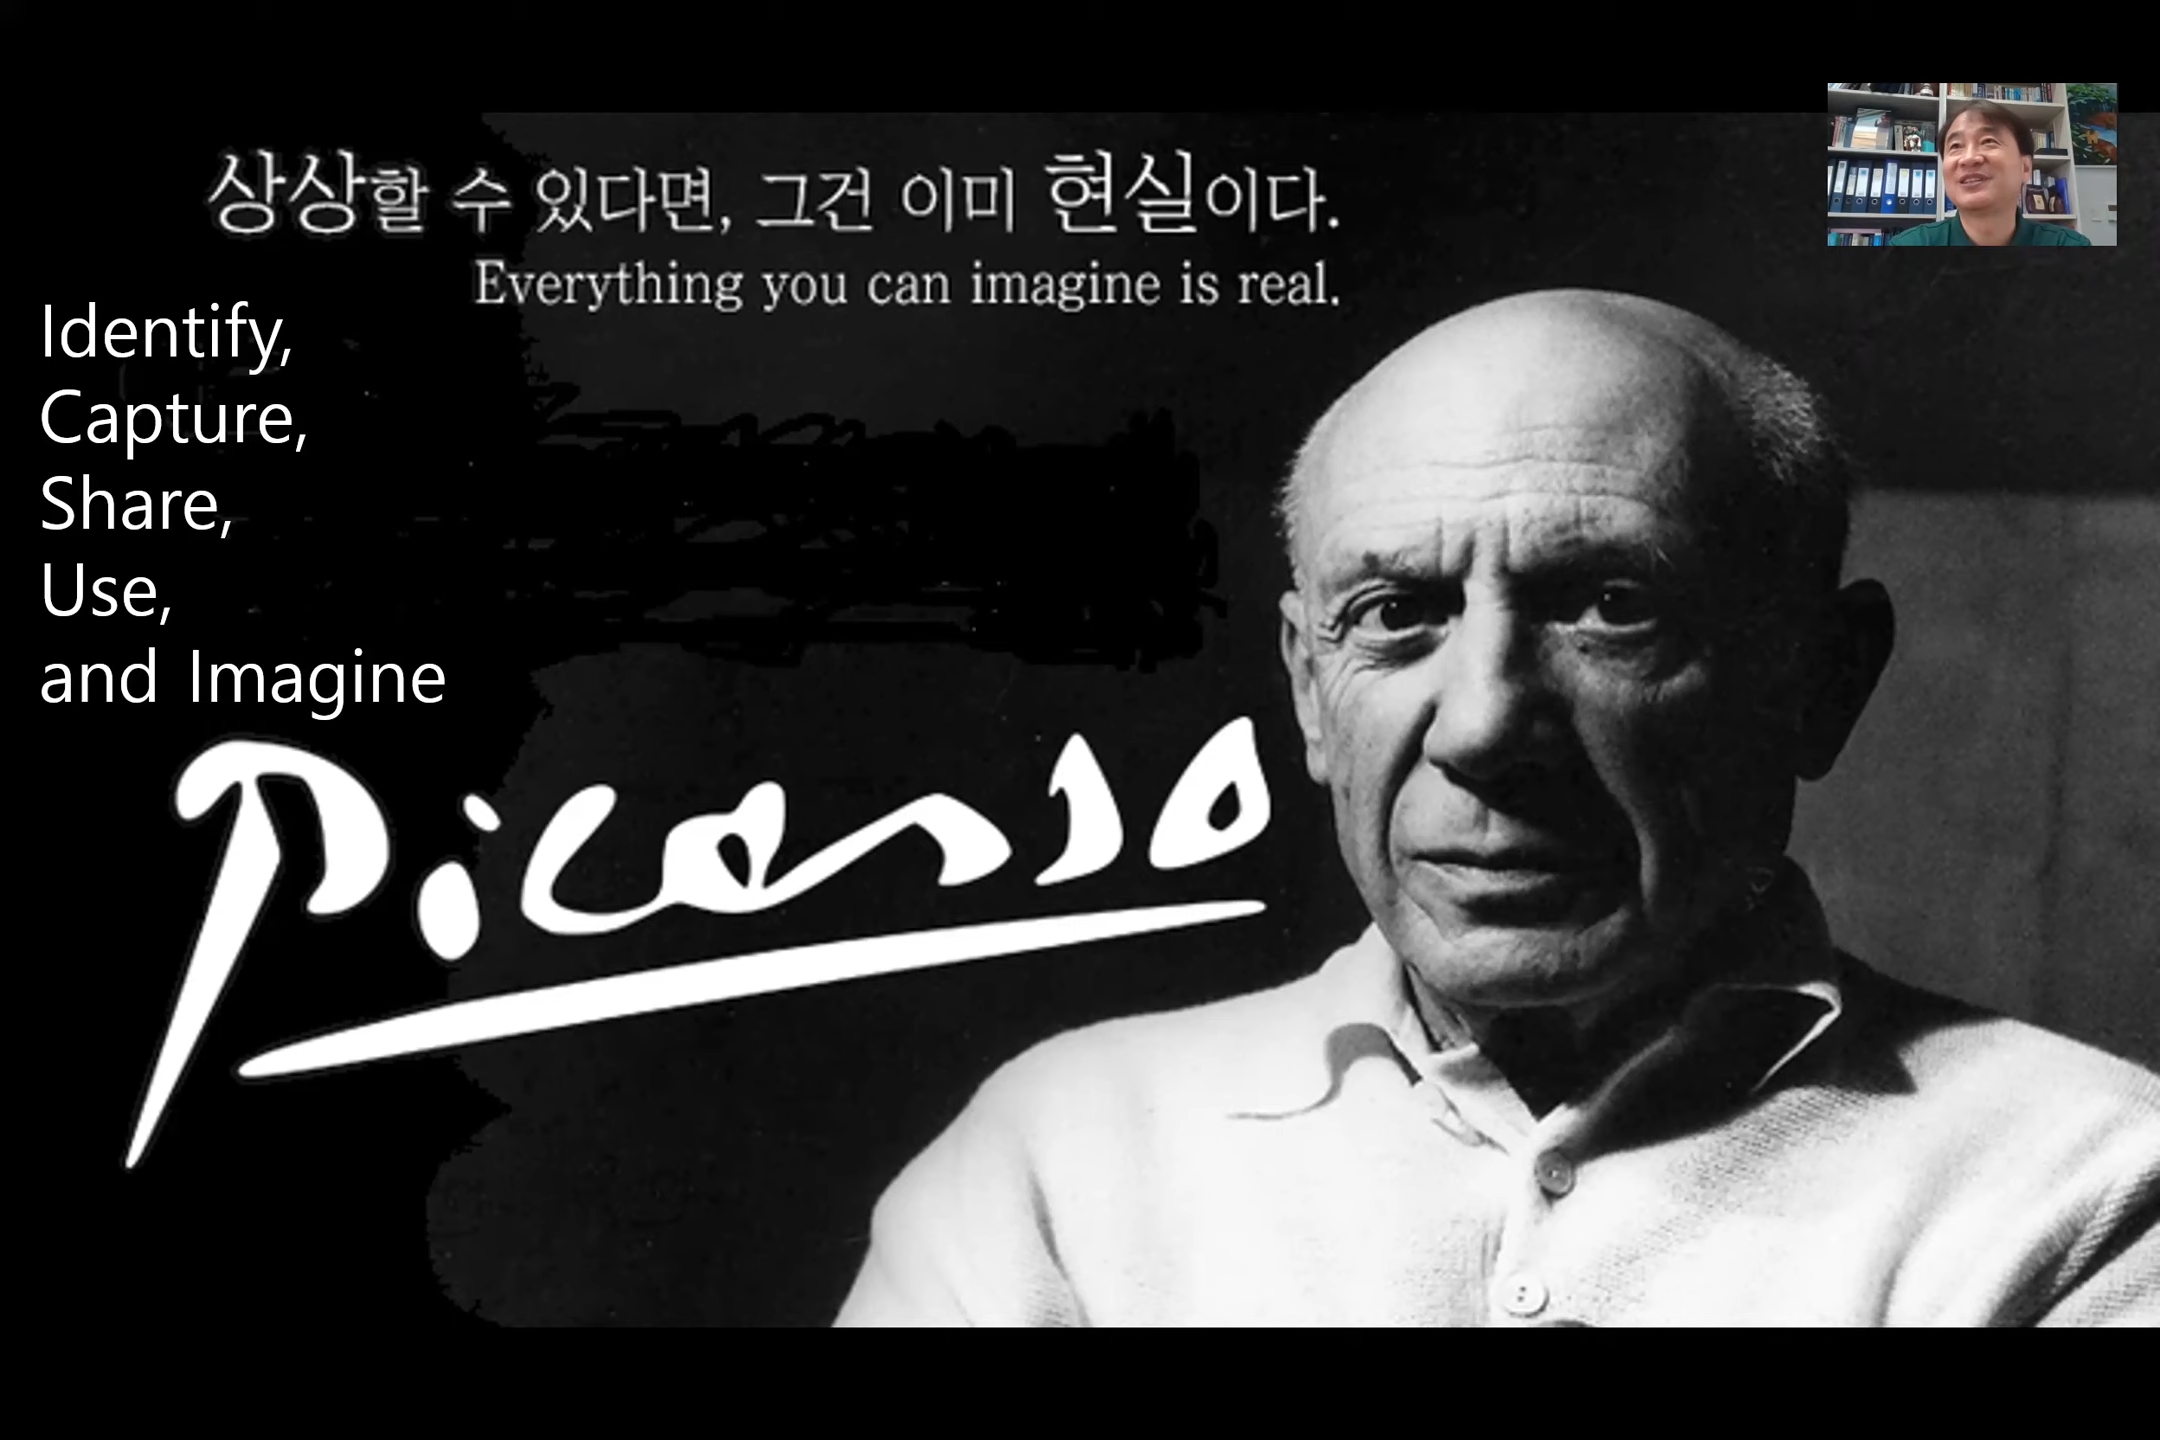 상상할 수 있다면, 그건 이미 현실이다.
Everything you can imagine is real.
Identify,
Capture,
Share,
Use,
and Imagine
Picasso